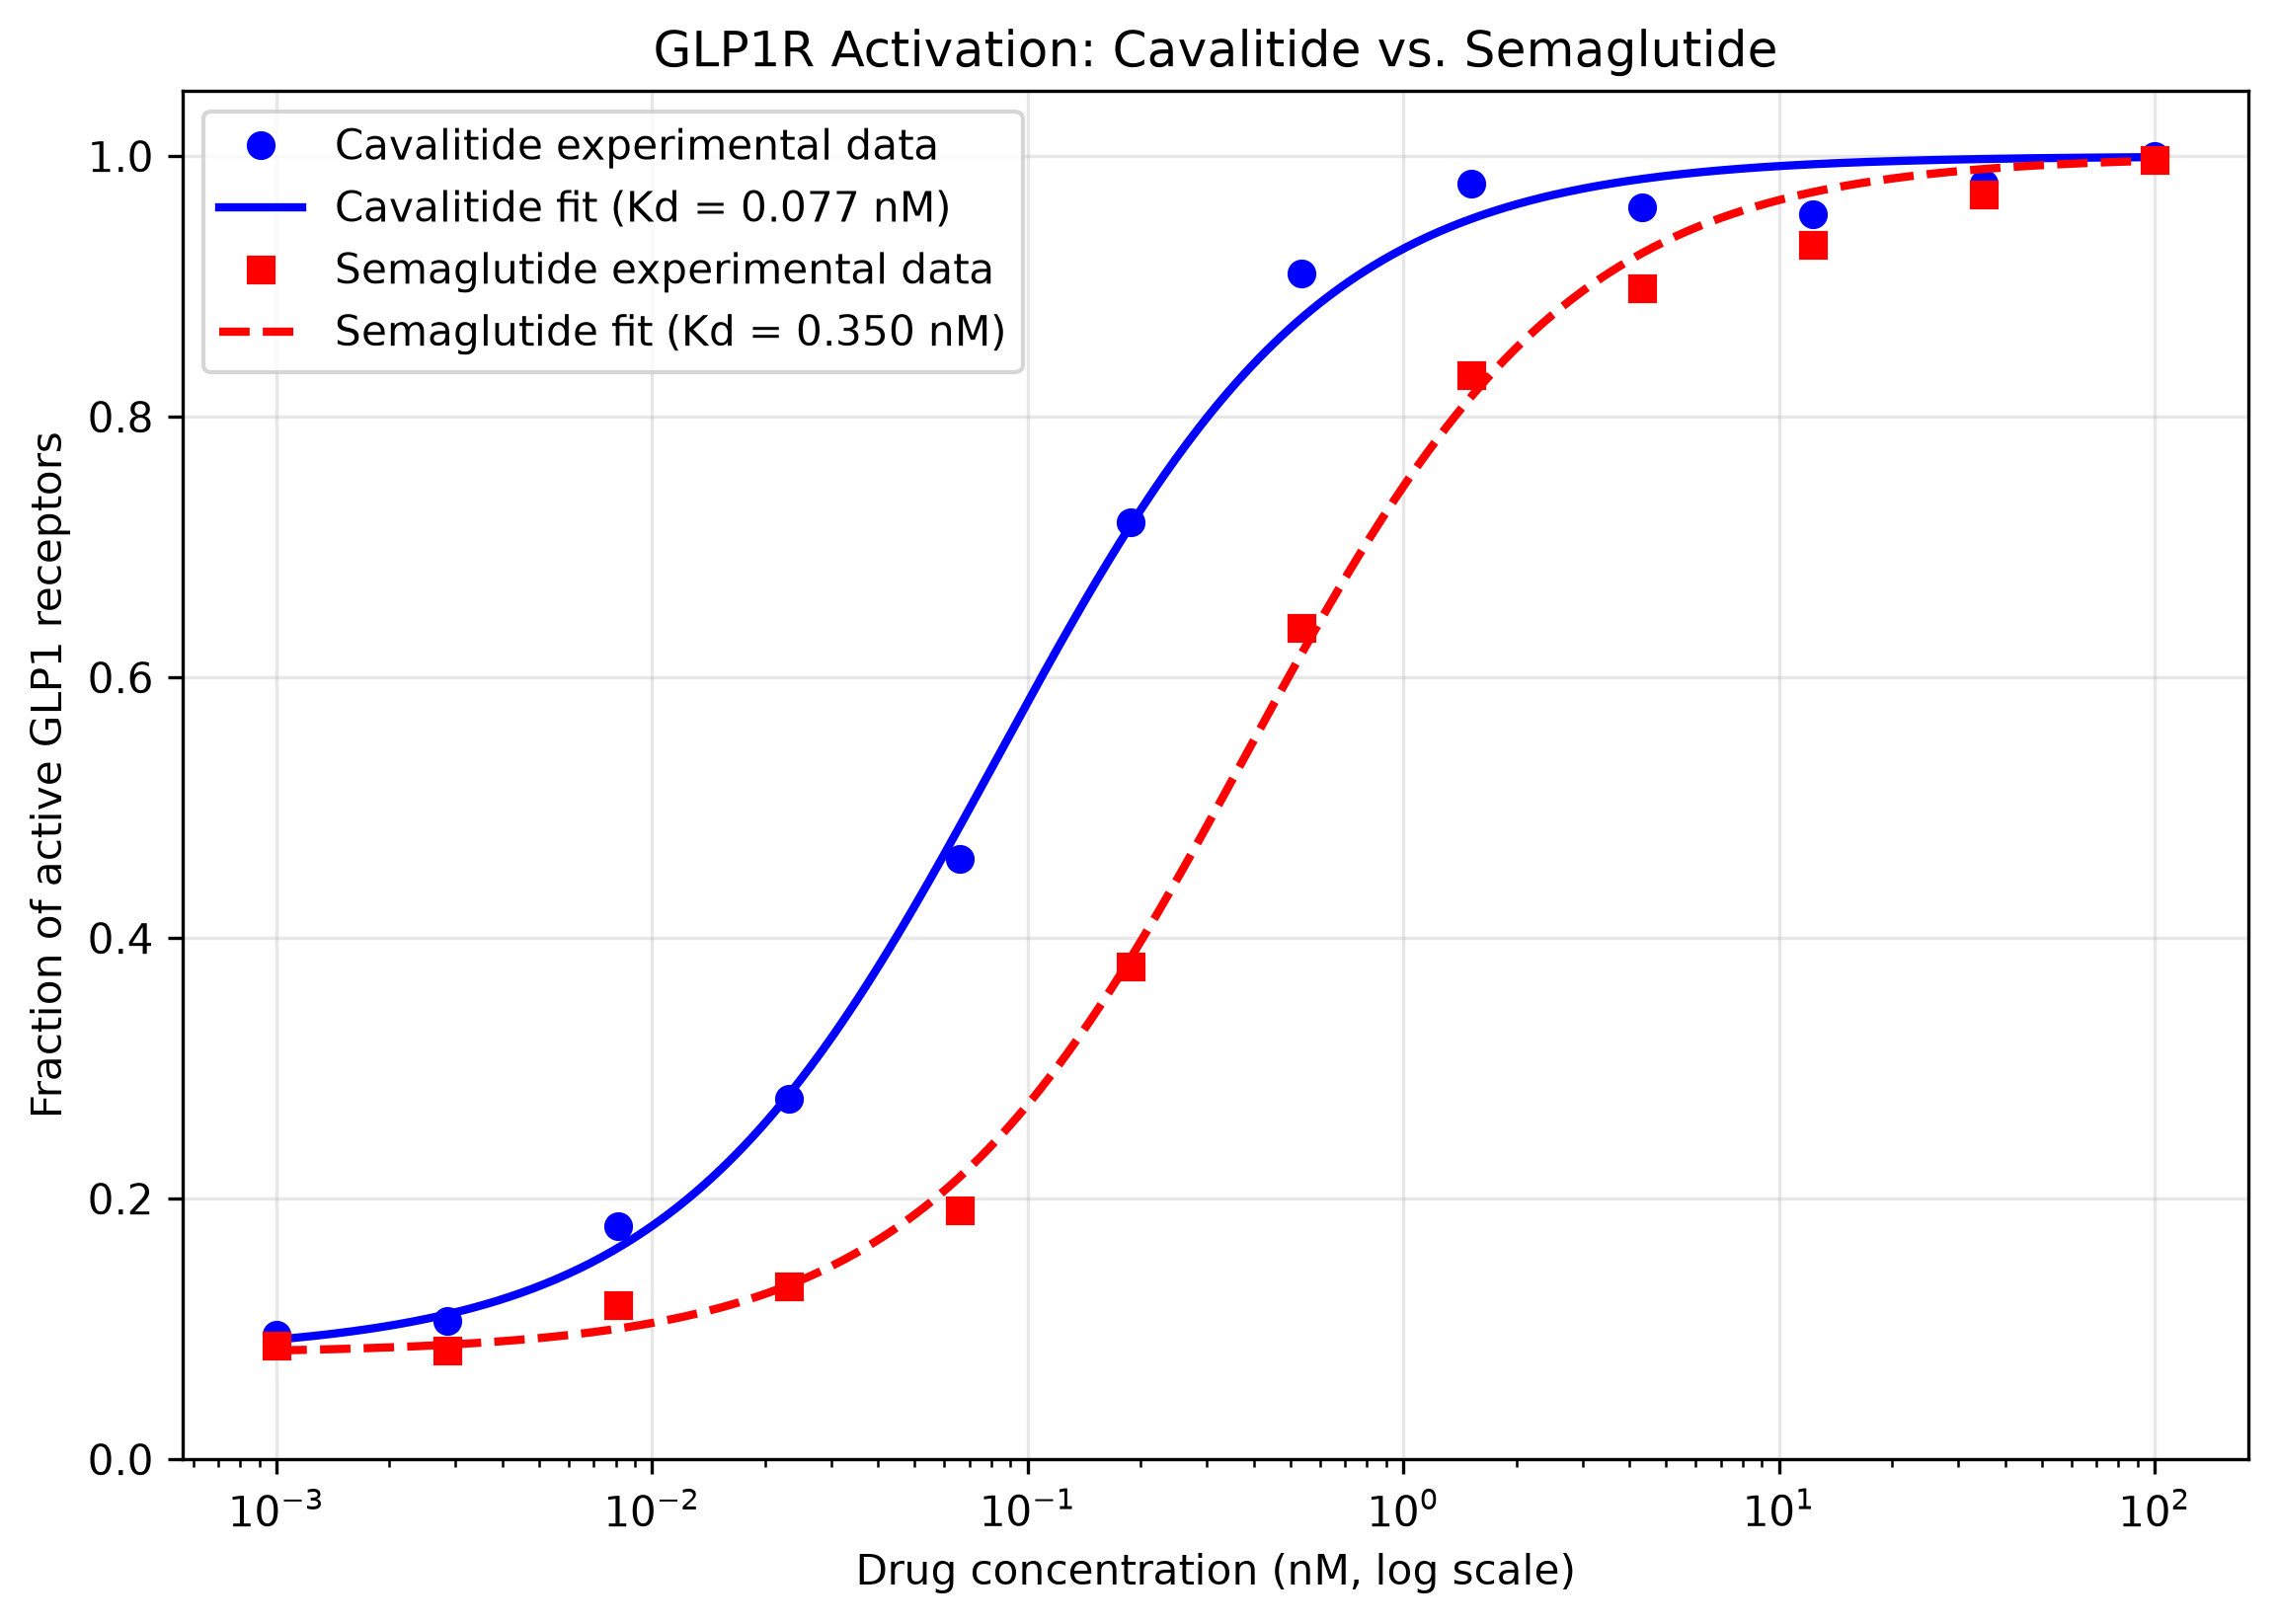 GLP1R Activation: Cavalitide vs. Semaglutide
Cavalitide experimental data
Cavalitide fit (Kd = 0.077 nM)
Semaglutide experimental data
Semaglutide fit (Kd = 0.350 nM)
Fraction of active GLP1 receptors
1.0
0.8
0.6
0.4
0.2
0.0
10⁻³ 10⁻² 10⁻¹ 10⁰ 10¹ 10²
Drug concentration (nM, log scale)